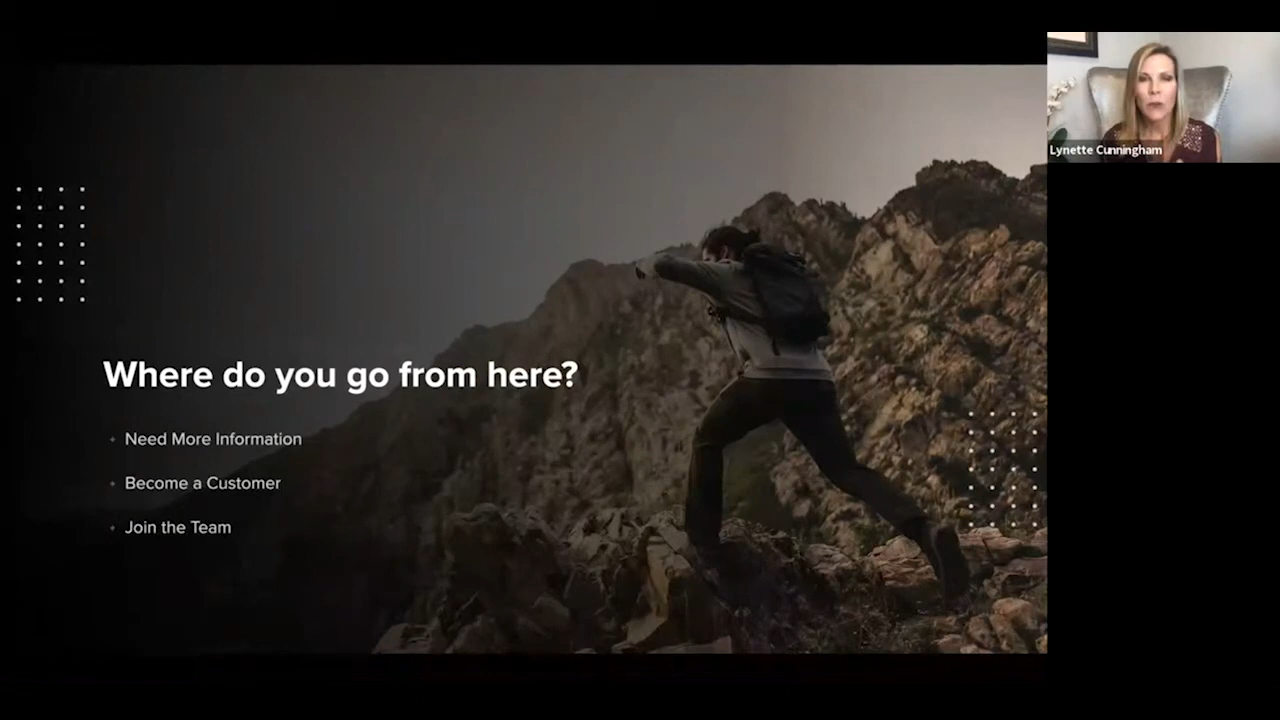 Where do you go from here?
Need More Information
Become a Customer
Join the Team
Lynette Cunningham